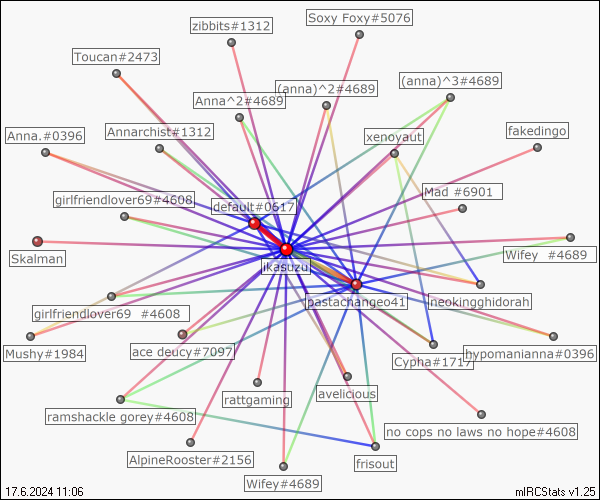 Soxy Foxy#5076
zibbits#1312
Toucan#2473
(anna)^3#4689
(anna)^2#4689
Anna^2#4689
Annarchist#1312
Anna.#0396
xenoyaut
fakedingo
Mad #6901
girlfriendlover69#4608
default#0617
Wifey #4689
Skalman
ikasuzu
pastachangeo41
neokingghidorah
girlfriendlover69 #4608
Mushy#1984
ace deucy#7097
Cypha#1717
hypomanianna#0396
avelicious
rattgaming
ramshackle gorey#4608
no cops no laws no hope#4608
AlpineRooster#2156
frisout
Wifey#4689
17.6.2024 11:06
mIRCStats v1.25